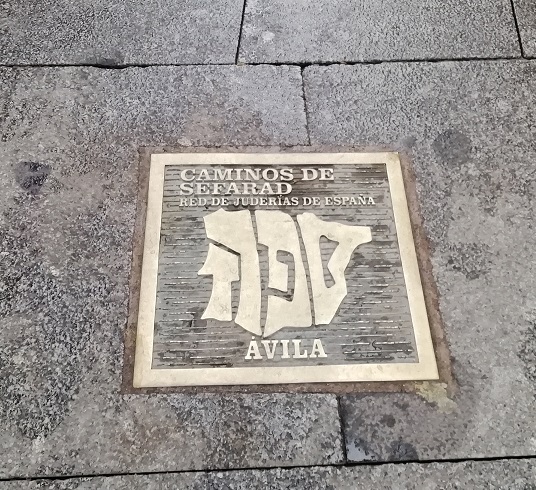 CAMINOS DE
SEFARAD
RED DE JUDERÍAS DE ESPAÑA
ספרד
ÁVILA